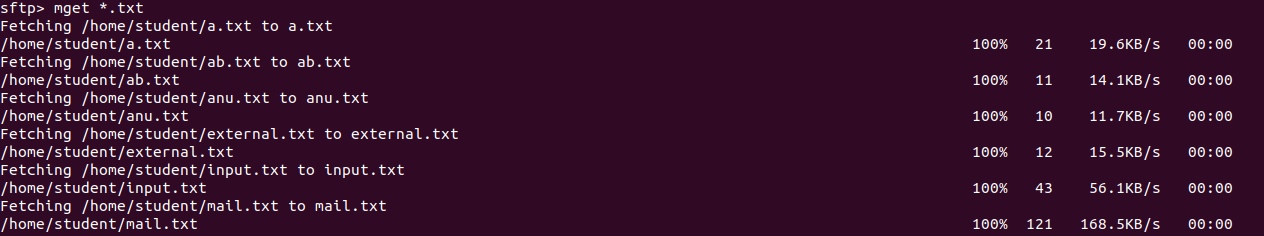 sftp> mget *.txt
Fetching /home/student/a.txt to a.txt
/home/student/a.txt 100% 21 19.6KB/s 00:00
Fetching /home/student/ab.txt to ab.txt
/home/student/ab.txt 100% 11 14.1KB/s 00:00
Fetching /home/student/anu.txt to anu.txt
/home/student/anu.txt 100% 10 11.7KB/s 00:00
Fetching /home/student/external.txt to external.txt
/home/student/external.txt 100% 12 15.5KB/s 00:00
Fetching /home/student/input.txt to input.txt
/home/student/input.txt 100% 43 56.1KB/s 00:00
Fetching /home/student/mail.txt to mail.txt
/home/student/mail.txt 100% 121 168.5KB/s 00:00